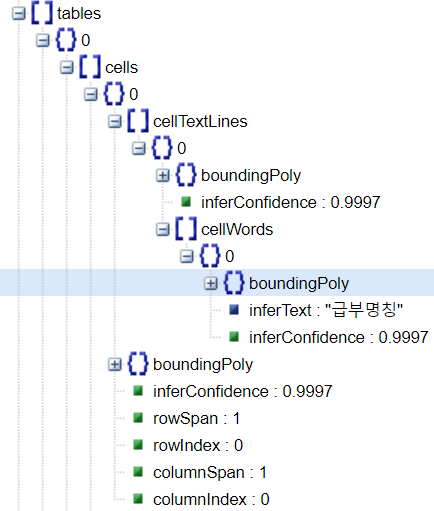 tables
0
cells
0
cellTextLines
0
boundingPoly
inferConfidence : 0.9997
cellWords
0
boundingPoly
inferText : "급부명칭"
inferConfidence : 0.9997
boundingPoly
inferConfidence : 0.9997
rowSpan : 1
rowIndex : 0
columnSpan : 1
columnIndex : 0